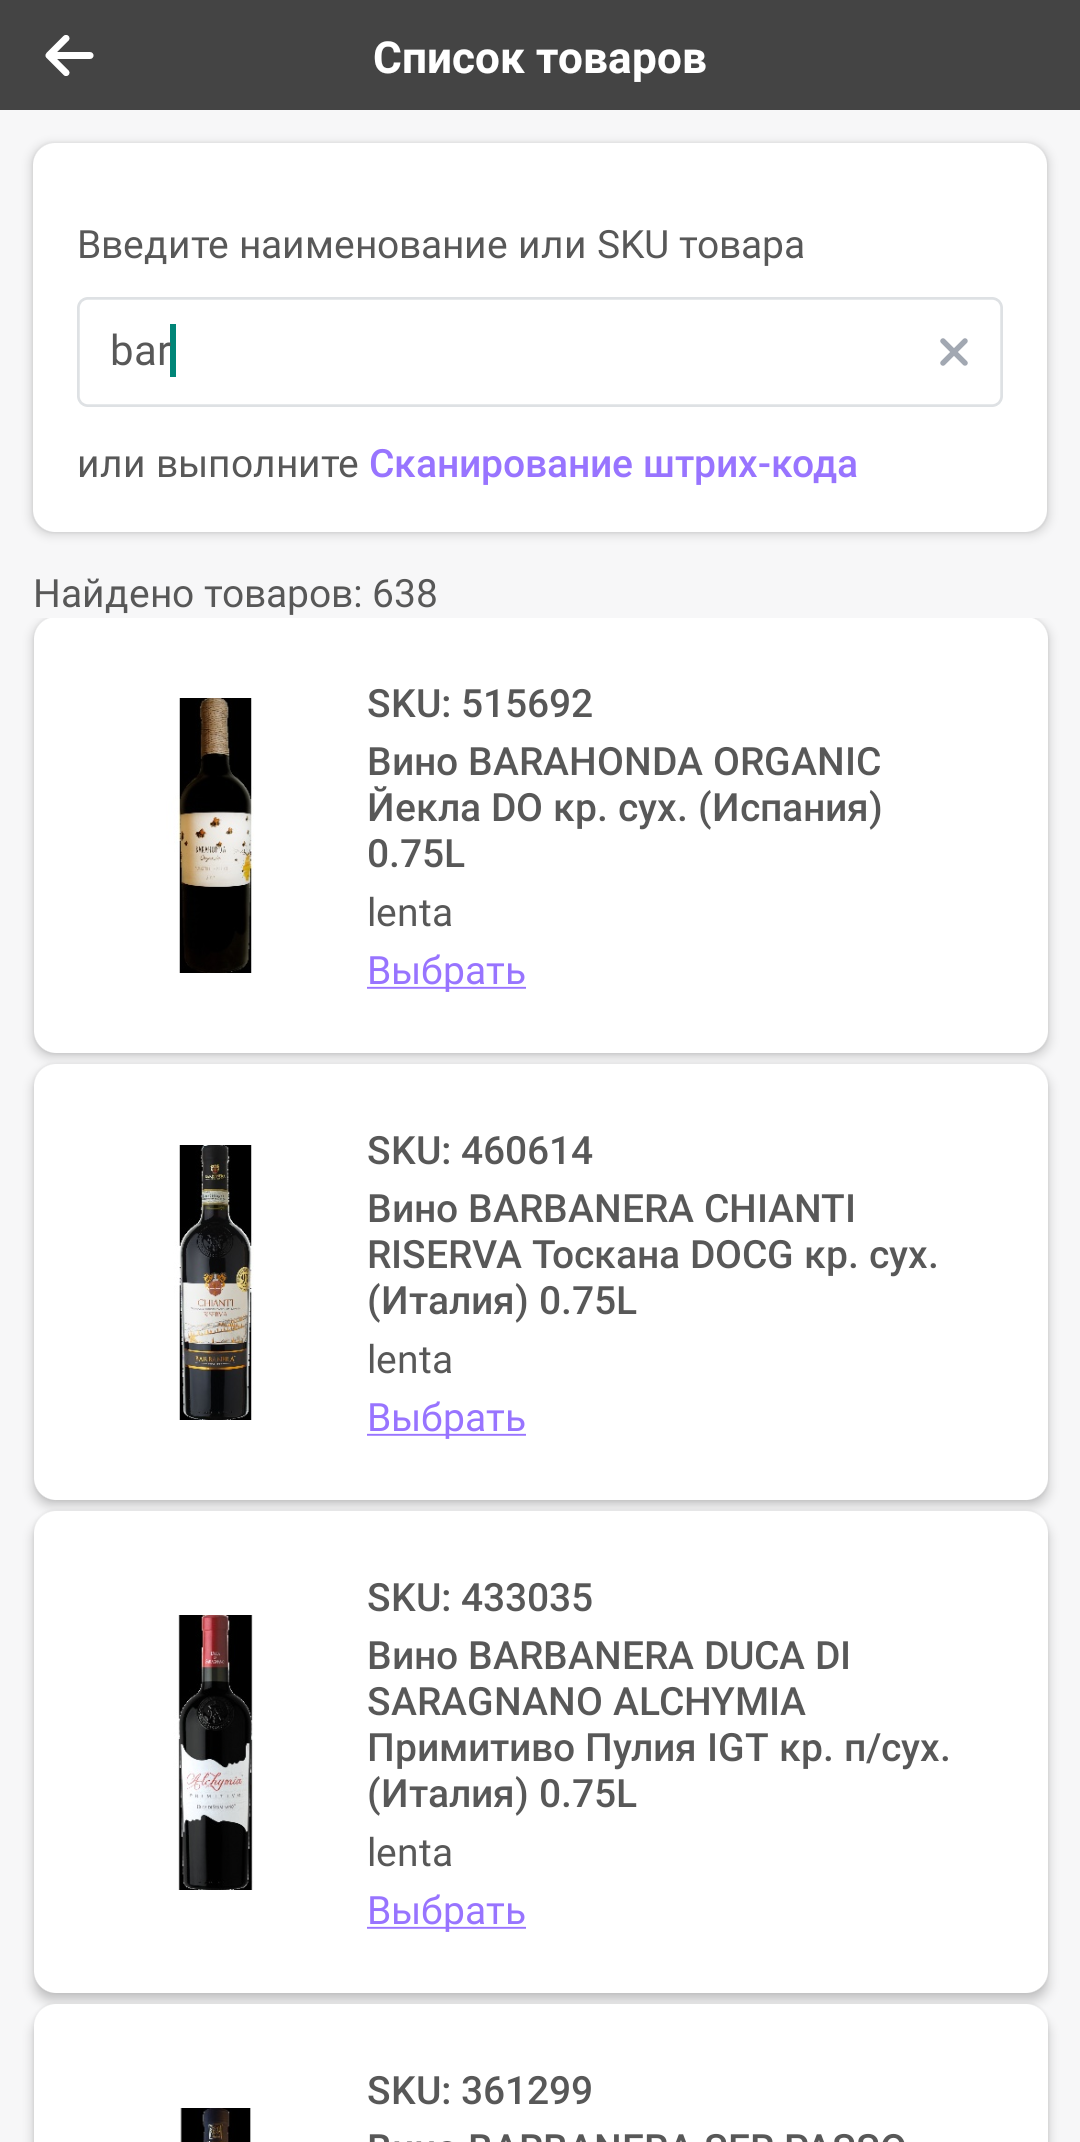 Список товаров
Введите наименование или SKU товара
bar
или выполните Сканирование штрих-кода
Найдено товаров: 638
SKU: 515692
Вино BARAHONDA ORGANIC
Йекла DO кр. сух. (Испания)
0.75L
lenta
Выбрать
SKU: 460614
Вино BARBANERA CHIANTI
RISERVA Тоскана DOCG кр. сух.
(Италия) 0.75L
CHIANTI
lenta
Выбрать
SKU: 433035
Вино BARBANERA DUCA DI
SARAGNANO ALCHYMIA
Примитиво Пулия IGT кр. п/сух.
(Италия) 0.75L
Alchymia
lenta
Выбрать
SKU: 361299
Вино BARBANERA SER PASSO